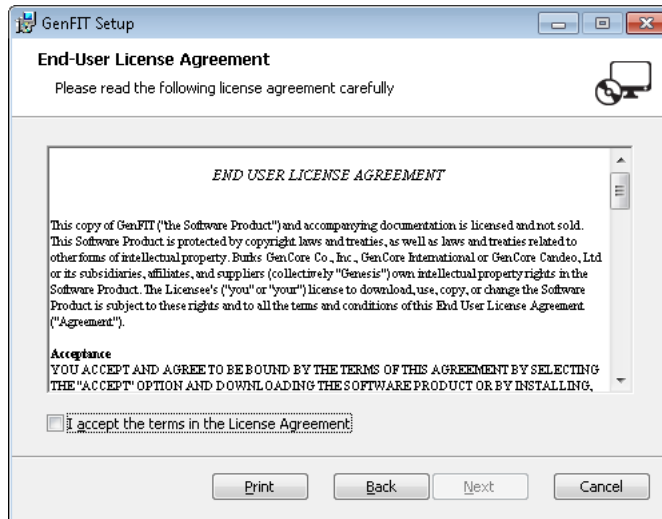 GenFIT Setup
End-User License Agreement
Please read the following license agreement carefully
END USER LICENSE AGREEMENT
This copy of GenFIT ("the Software Product") and accompanying documentation is licensed and not sold.
This Software Product is protected by copyright laws and treaties, as well as laws and treaties related to
other forms of intellectual property. Burks GenCore Co., Inc., GenCore International or GenCore Candeo, Ltd
or its subsidiaries, affiliates, and suppliers (collectively "Genesis") own intellectual property rights in the
Software Product. The Licensee's ("you" or "your") license to download, use, copy, or change the Software
Product is subject to these rights and to all the terms and conditions of this End User License Agreement
("Agreement").
Acceptance
YOU ACCEPT AND AGREE TO BE BOUND BY THE TERMS OF THIS AGREEMENT BY SELECTING
THE "ACCEPT" OPTION AND DOWNLOADING THE SOFTWARE PRODUCT OR BY INSTALLING,
I accept the terms in the License Agreement
Print Back Next Cancel